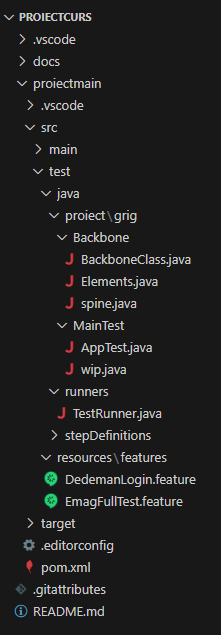 PROIECTCURS
.vscode
docs
proiectmain
.vscode
src
main
test
java
proiect\grig
Backbone
BackboneClass.java
Elements.java
spine.java
MainTest
AppTest.java
wip.java
runners
TestRunner.java
stepDefinitions
resources\features
DedemanLogin.feature
EmagFullTest.feature
target
.editorconfig
pom.xml
.gitattributes
README.md